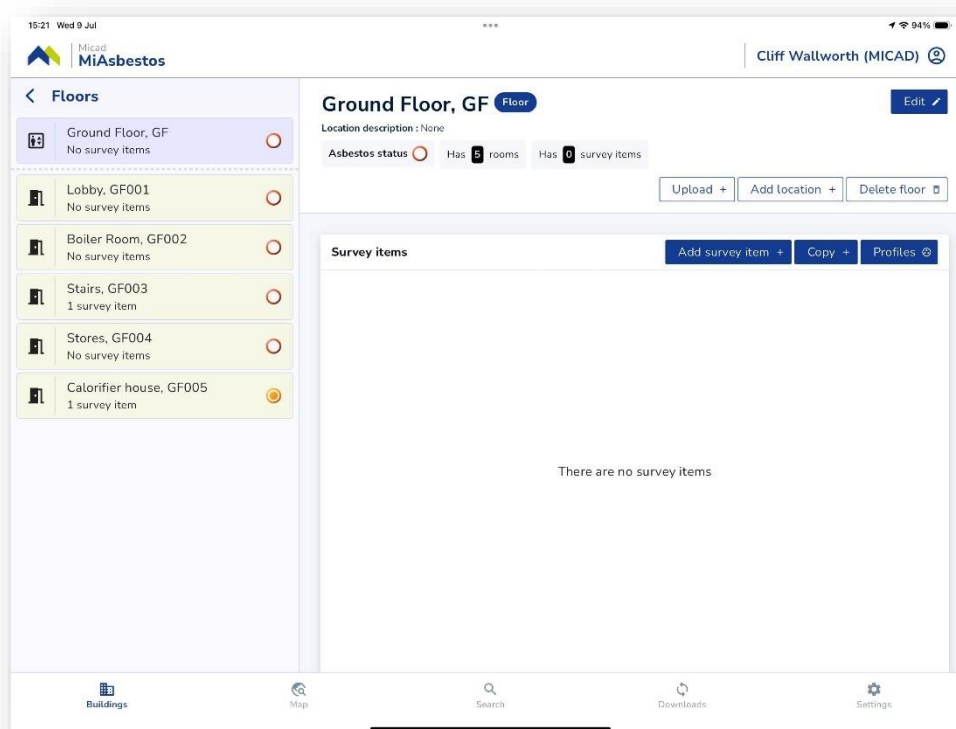 15:21 Wed 9 Jul
94%
Micad
MiAsbestos
Cliff Wallworth (MICAD)
Floors
Ground Floor, GF
No survey items
Lobby, GF001
No survey items
Boiler Room, GF002
No survey items
Stairs, GF003
1 survey item
Stores, GF004
No survey items
Calorifier house, GF005
1 survey item
Ground Floor, GF Floor
Edit
Location description : None
Asbestos status Has 5 rooms Has 0 survey items
Upload + Add location + Delete floor
Survey items
Add survey item + Copy + Profiles
There are no survey items
Buildings Map Search Downloads Settings